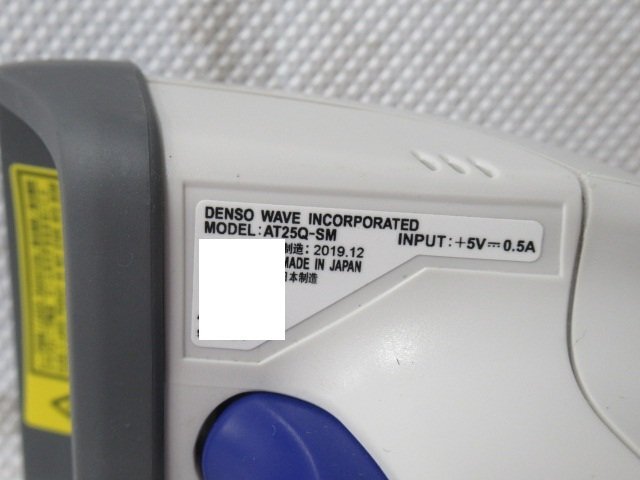 DENSO WAVE INCORPORATED
MODEL: AT25Q-SM INPUT: +5V⎓0.5A
制造: 2019.12
MADE IN JAPAN
日本制造